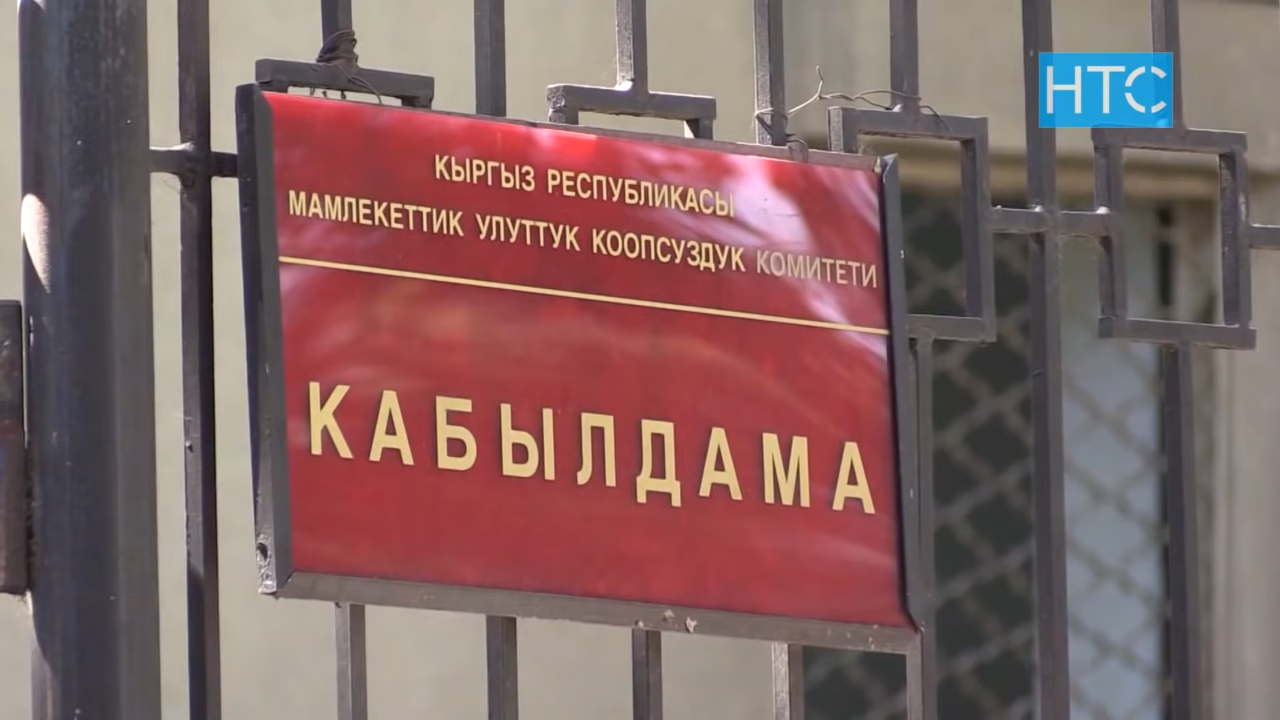 НТС
КЫРГЫЗ РЕСПУБЛИКАСЫ
МАМЛЕКЕТТИК УЛУТТУК КООПСУЗДУК КОМИТЕТИ
КАБЫЛДАМА